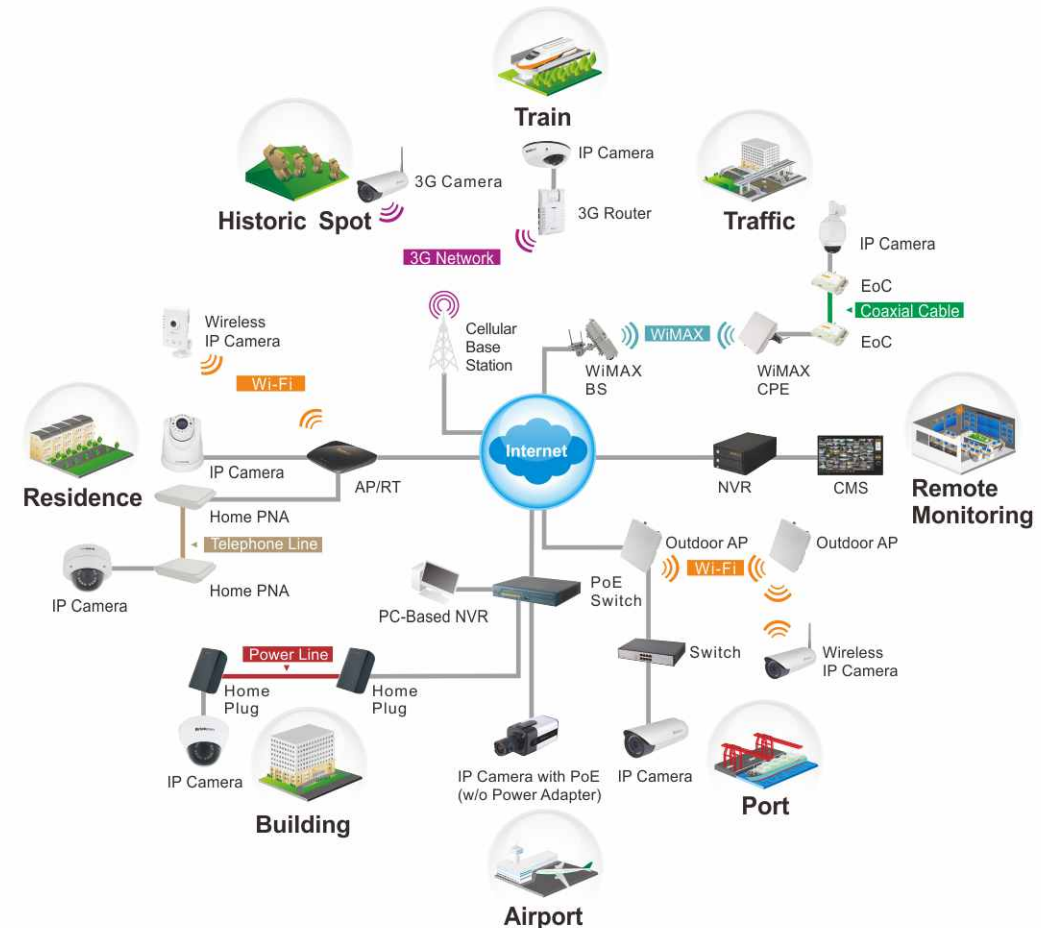 Train
IP Camera
3G Camera
3G Router
Historic Spot
Traffic
3G Network
IP Camera
EoC
Coaxial Cable
EoC
Wireless
IP Camera
Wi-Fi
Cellular
Base
Station
WiMAX
WiMAX
BS
WiMAX
CPE
Internet
Residence
IP Camera
AP/RT
NVR
CMS
Remote
Monitoring
Home PNA
Telephone Line
Home PNA
IP Camera
Outdoor AP
Wi-Fi
Outdoor AP
PC-Based NVR
PoE
Switch
Power Line
Home
Plug
Home
Plug
Switch
Wireless
IP Camera
IP Camera
Building
IP Camera with PoE
(w/o Power Adapter)
IP Camera
Port
Airport